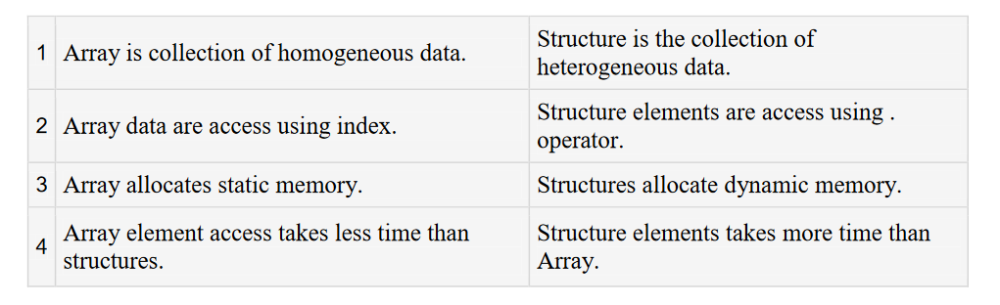 1 Array is collection of homogeneous data.
Structure is the collection of
heterogeneous data.
2 Array data are access using index.
Structure elements are access using .
operator.
3 Array allocates static memory.
Structures allocate dynamic memory.
4 Array element access takes less time than
structures.
Structure elements takes more time than
Array.